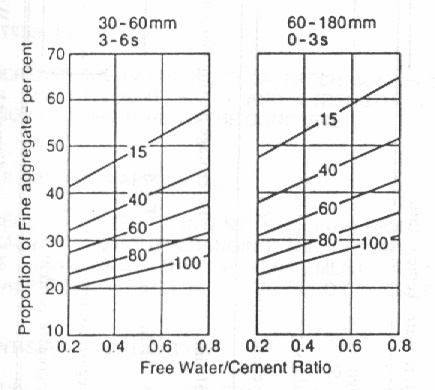 30-60mm
3-6s
60-180mm
0-3s
Proportion of Fine aggregate - per cent
70
60
50
40
30
20
10
15
40
60
80
100
15
40
60
80
100
0.2 0.4 0.6 0.8
0.2 0.4 0.6 0.8
Free Water/Cement Ratio